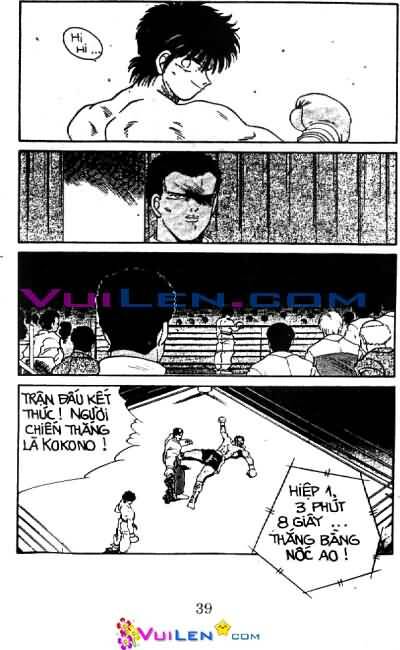 Hi
Hi ...
VUILEN.COM
TRẬN ĐẤU KẾT
THÚC! NGƯỜI
CHIẾN THẮNG
LÀ KOKONO!
HIỆP 1,
3 PHÚT
8 GIÂY ...
THẮNG BẰNG
NỐC AO!
39
VUILEN.COM